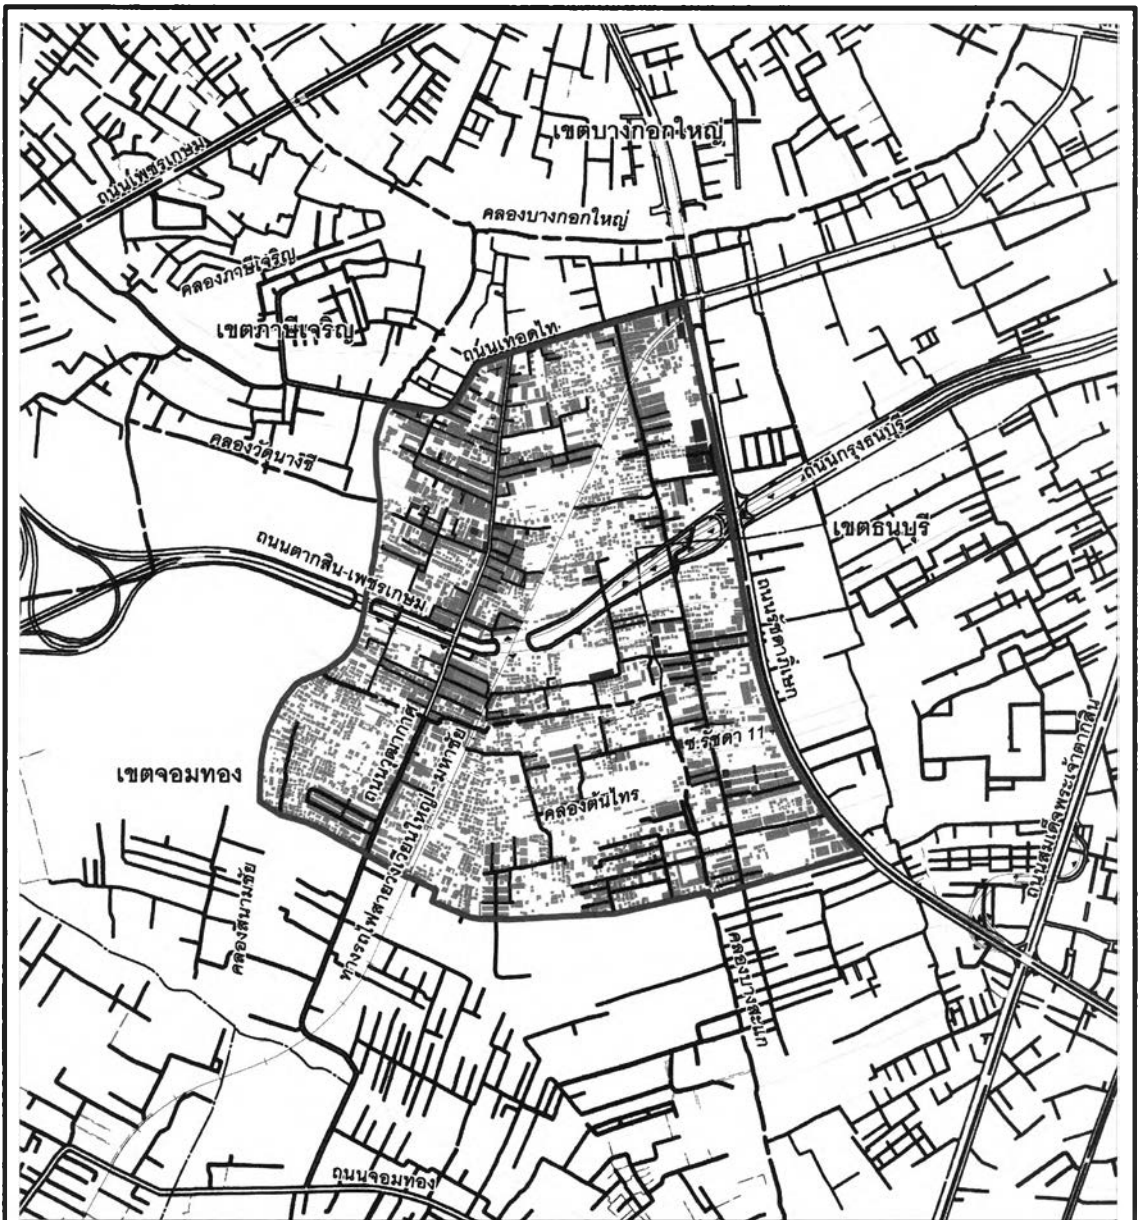 เขตบางกอกใหญ่
ถนนเพชรเกษม
คลองบางกอกใหญ่
คลองภาษีเจริญ
เขตภาษีเจริญ
ถนนเทอดไท
คลองวัดนางชี
ถนนกรุงธนบุรี
เขตธนบุรี
ถนนตากสิน-เพชรเกษม
ถนนรัชดาภิเษก
ถนนวุฒากาศ
ซ.รัชดา 11
เขตจอมทอง
คลองต้นไทร
ถนนสมเด็จพระเจ้าตากสิน
ทางรถไฟสายวงเวียนใหญ่-มหาชัย
คลองสนามชัย
คลองบางสะแก
ถนนจอมทอง